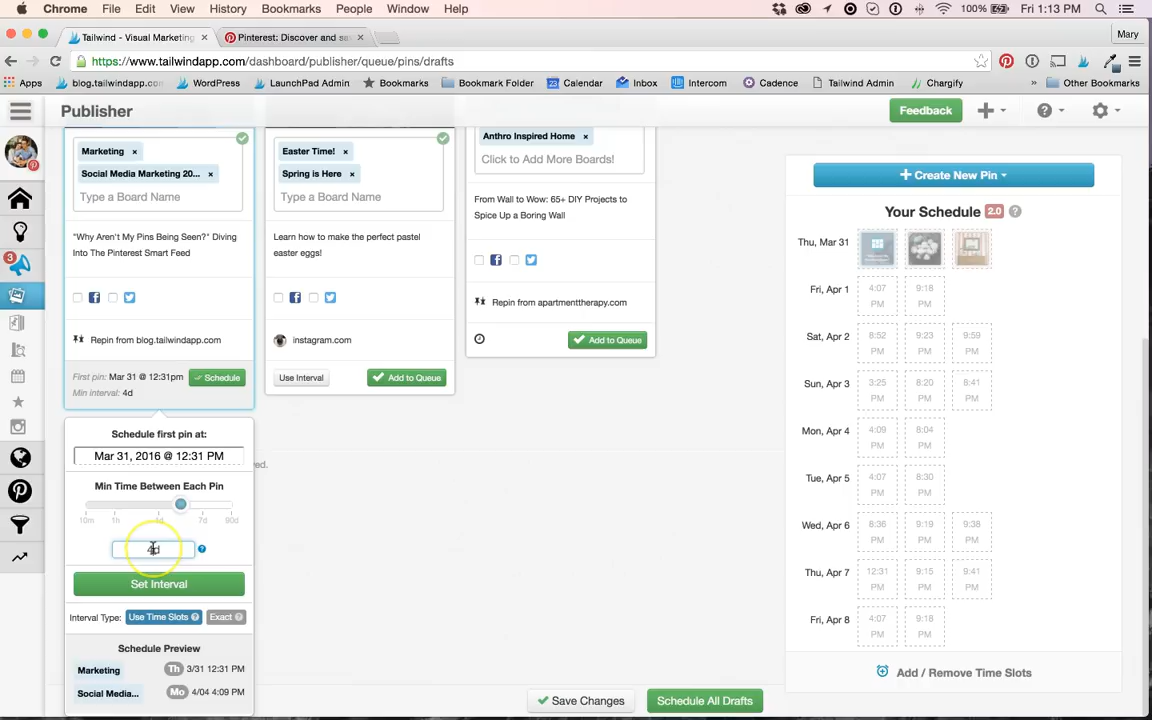 Chrome File Edit View History Bookmarks People Window Help 100% Fri 1:13 PM
Tailwind - Visual Marketing × Pinterest: Discover and sa × Mary
https://www.tailwindapp.com/dashboard/publisher/queue/pins/drafts
Apps blog.tailwindapp.com WordPress LaunchPad Admin Bookmarks Bookmark Folder 23 Calendar Inbox Intercom Cadence Tailwind Admin Chargify » Other Bookmarks
Publisher
Feedback
3
Marketing ×
Social Media Marketing 20... ×
Type a Board Name
"Why Aren't My Pins Being Seen?" Diving
Into The Pinterest Smart Feed
Repin from blog.tailwindapp.com
First pin: Mar 31 @ 12:31pm
Min interval: 4d
Schedule
Easter Time! ×
Spring is Here ×
Type a Board Name
Learn how to make the perfect pastel
easter eggs!
instagram.com
Use Interval
Add to Queue
Anthro Inspired Home ×
Click to Add More Boards!
From Wall to Wow: 65+ DIY Projects to
Spice Up a Boring Wall
Repin from apartmenttherapy.com
Add to Queue
Schedule first pin at:
Mar 31, 2016 @ 12:31 PM
Min Time Between Each Pin
10m 1h 1d 7d 90d
4d
Set Interval
Interval Type: Use Time Slots Exact
Schedule Preview
Marketing Th 3/31 12:31 PM
Social Media... Mo 4/04 4:09 PM
ved.
Save Changes
Schedule All Drafts
+ Create New Pin
Your Schedule 2.0
Thu, Mar 31
Fri, Apr 1 4:07 PM 9:18 PM
Sat, Apr 2 8:52 PM 9:23 PM 9:59 PM
Sun, Apr 3 3:25 PM 8:20 PM 8:41 PM
Mon, Apr 4 4:09 PM 8:04 PM
Tue, Apr 5 4:07 PM 8:30 PM
Wed, Apr 6 8:36 PM 9:19 PM 9:38 PM
Thu, Apr 7 12:31 PM 9:15 PM 9:41 PM
Fri, Apr 8 4:07 PM 9:18 PM
Add / Remove Time Slots